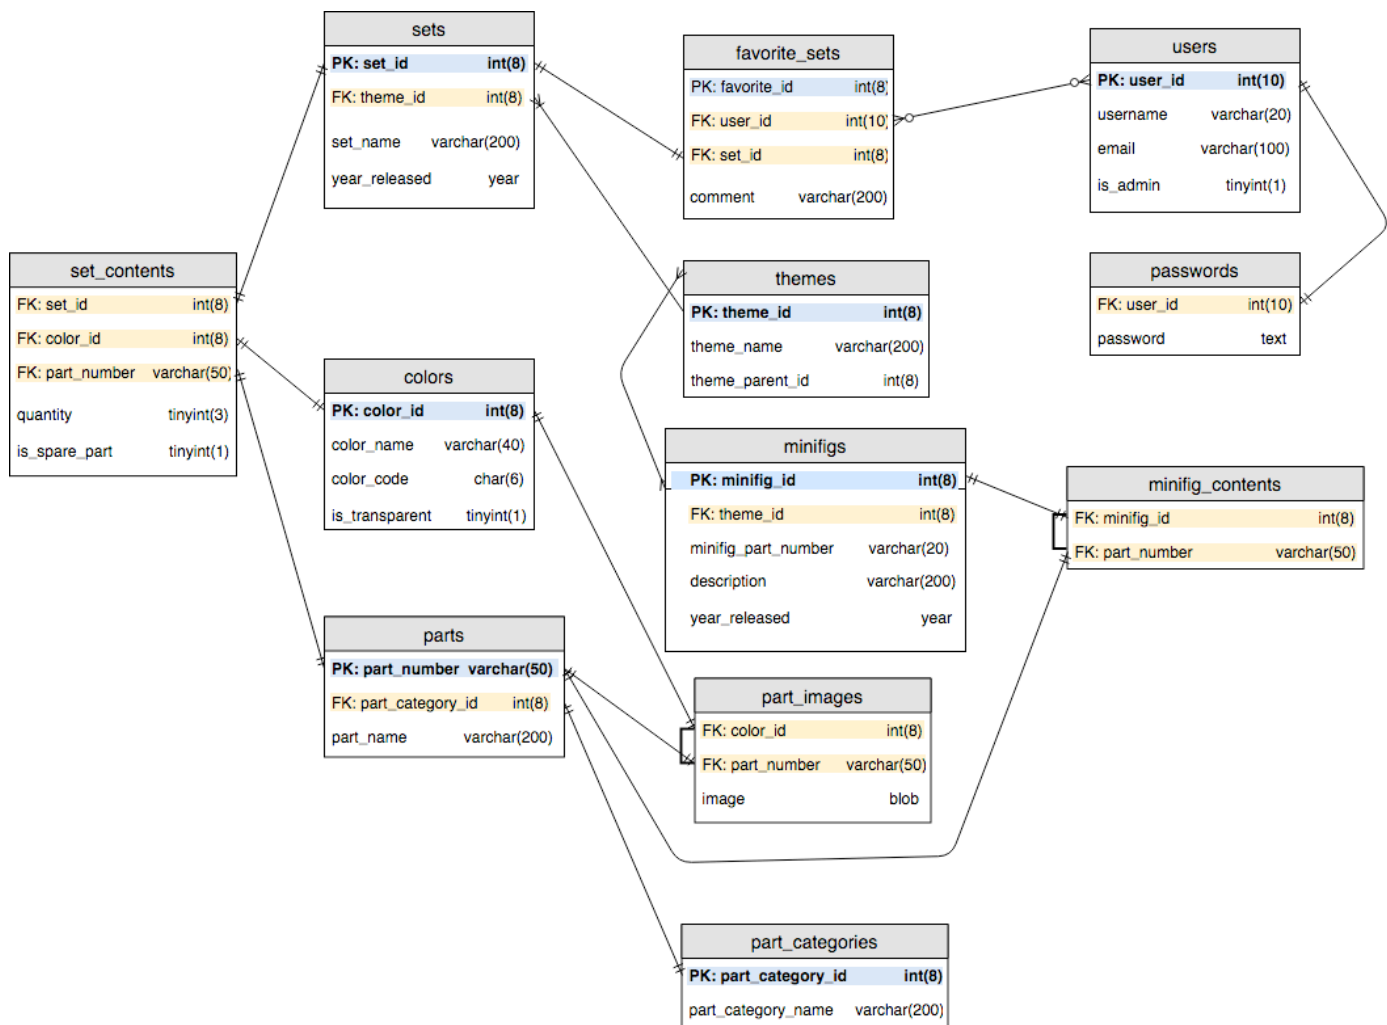 sets
PK: set_id int(8)
FK: theme_id int(8)
set_name varchar(200)
year_released year
favorite_sets
PK: favorite_id int(8)
FK: user_id int(10)
FK: set_id int(8)
comment varchar(200)
users
PK: user_id int(10)
username varchar(20)
email varchar(100)
is_admin tinyint(1)
set_contents
FK: set_id int(8)
FK: color_id int(8)
FK: part_number varchar(50)
quantity tinyint(3)
is_spare_part tinyint(1)
themes
PK: theme_id int(8)
theme_name varchar(200)
theme_parent_id int(8)
passwords
FK: user_id int(10)
password text
colors
PK: color_id int(8)
color_name varchar(40)
color_code char(6)
is_transparent tinyint(1)
minifigs
PK: minifig_id int(8)
FK: theme_id int(8)
minifig_part_number varchar(20)
description varchar(200)
year_released year
minifig_contents
FK: minifig_id int(8)
FK: part_number varchar(50)
parts
PK: part_number varchar(50)
FK: part_category_id int(8)
part_name varchar(200)
part_images
FK: color_id int(8)
FK: part_number varchar(50)
image blob
part_categories
PK: part_category_id int(8)
part_category_name varchar(200)